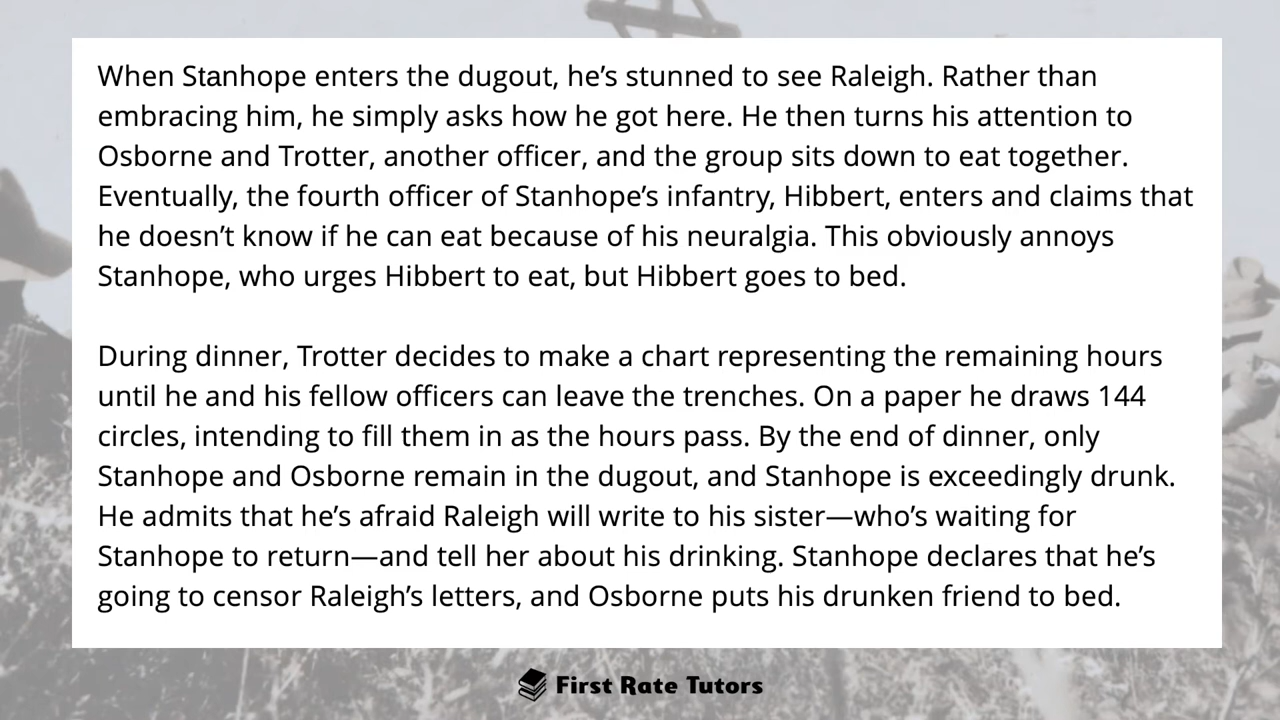 When Stanhope enters the dugout, he’s stunned to see Raleigh. Rather than
embracing him, he simply asks how he got here. He then turns his attention to
Osborne and Trotter, another officer, and the group sits down to eat together.
Eventually, the fourth officer of Stanhope’s infantry, Hibbert, enters and claims that
he doesn’t know if he can eat because of his neuralgia. This obviously annoys
Stanhope, who urges Hibbert to eat, but Hibbert goes to bed.
During dinner, Trotter decides to make a chart representing the remaining hours
until he and his fellow officers can leave the trenches. On a paper he draws 144
circles, intending to fill them in as the hours pass. By the end of dinner, only
Stanhope and Osborne remain in the dugout, and Stanhope is exceedingly drunk.
He admits that he’s afraid Raleigh will write to his sister—who’s waiting for
Stanhope to return—and tell her about his drinking. Stanhope declares that he’s
going to censor Raleigh’s letters, and Osborne puts his drunken friend to bed.
First Rate Tutors